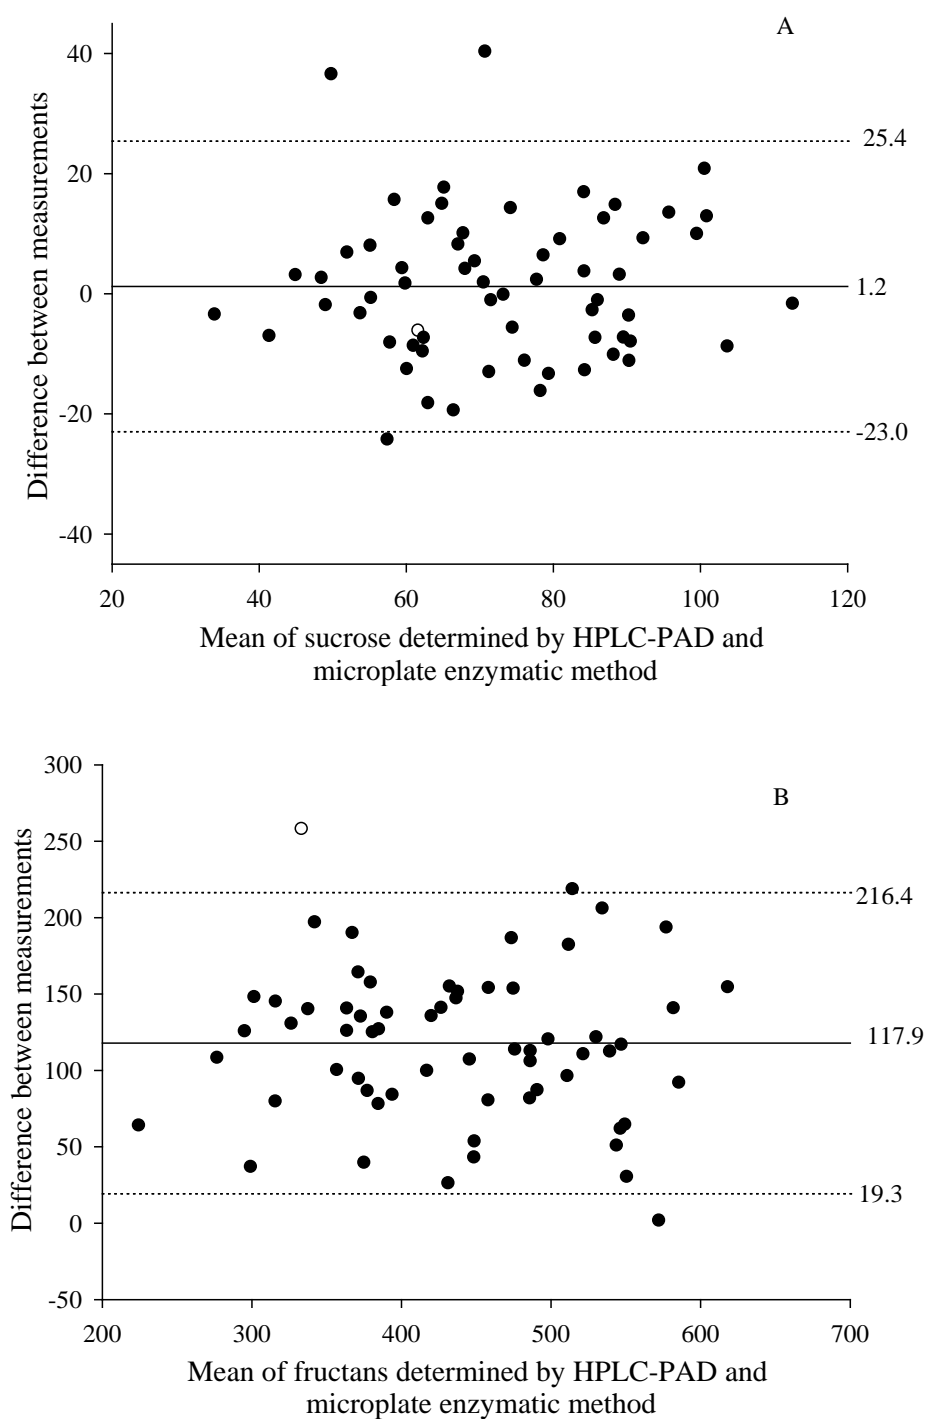 A
40
25.4
20
Difference between measurements
0
1.2
-20
-23.0
-40
20 40 60 80 100 120
Mean of sucrose determined by HPLC-PAD and
microplate enzymatic method
300
B
250
216.4
200
Difference between measurements
150
117.9
100
50
19.3
0
-50
200 300 400 500 600 700
Mean of fructans determined by HPLC-PAD and
microplate enzymatic method